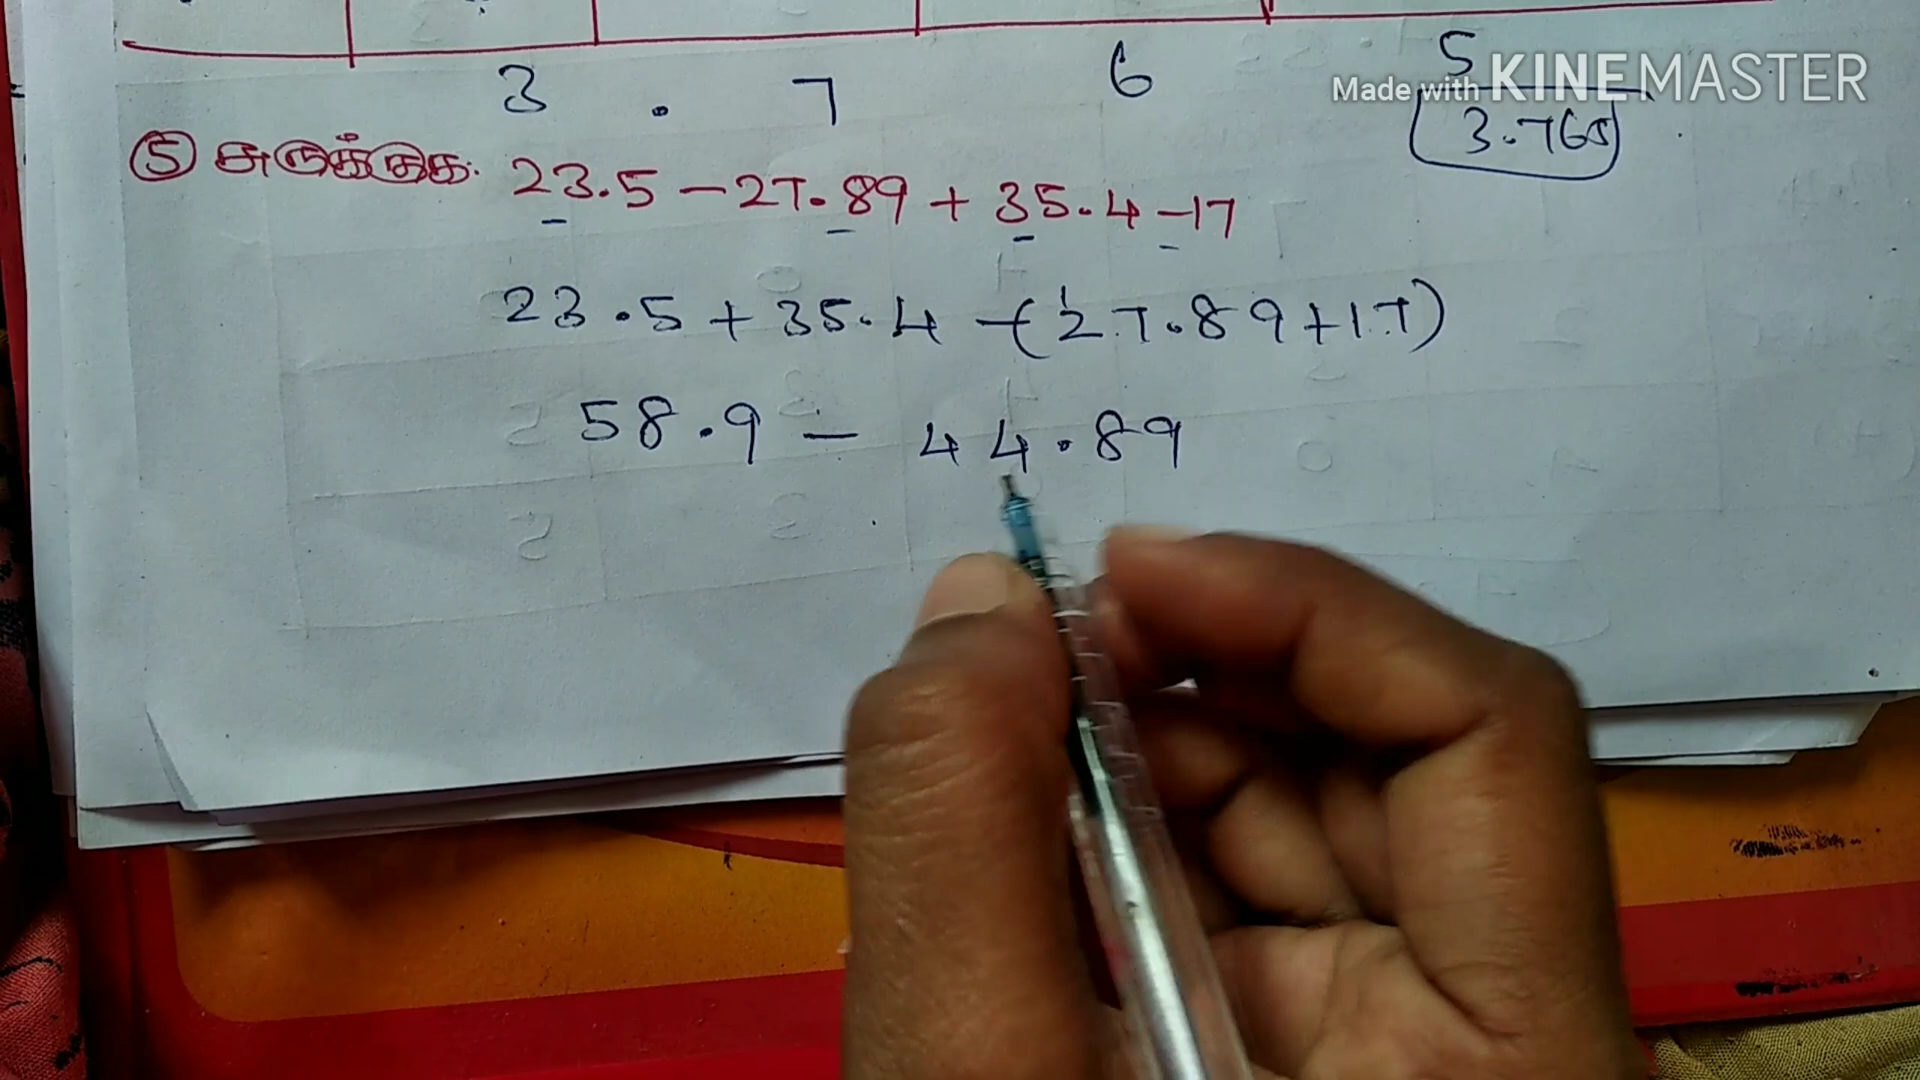 3 . 7 6 5
Made with KINEMASTER
3.765
⑤ சுருக்குக. 23.5 - 27.89 + 35.4 - 17
23.5 + 35.4 - (27.89 + 17)
58.9 - 44.89